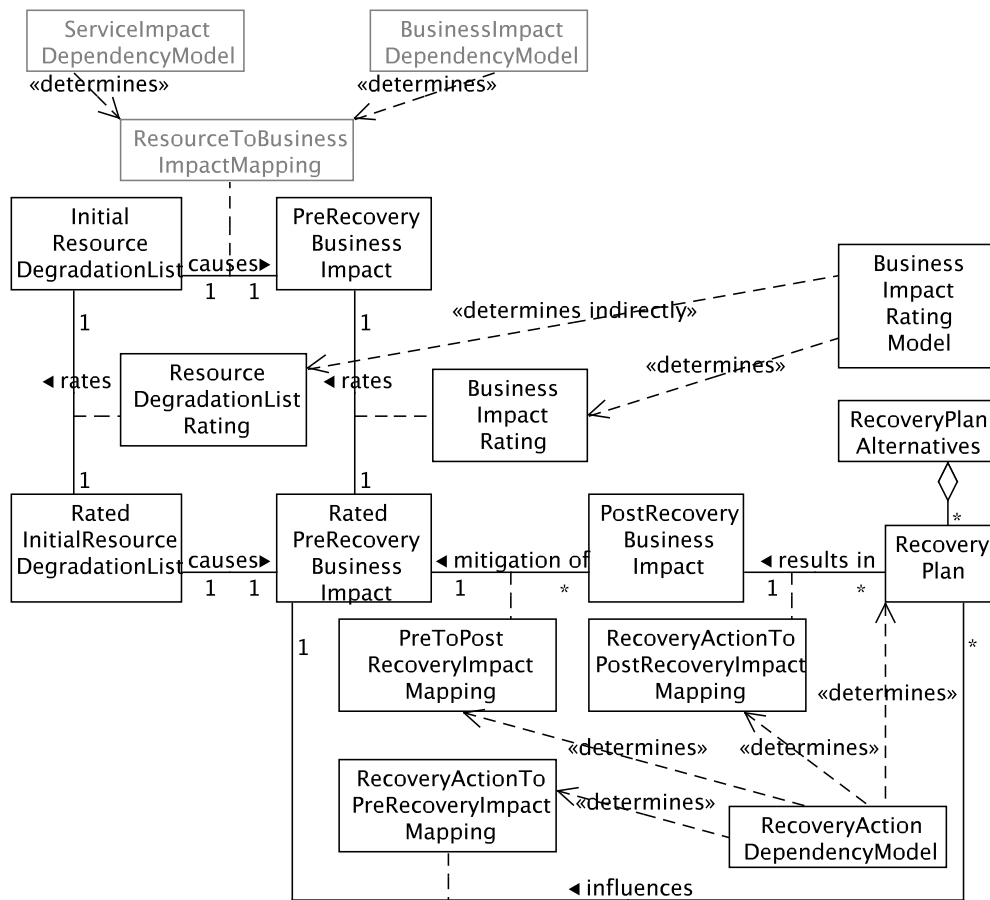 ServiceImpact
DependencyModel
BusinessImpact
DependencyModel
«determines»
«determines»
ResourceToBusiness
ImpactMapping
Initial
Resource
DegradationList
causes►
1
1
PreRecovery
Business
Impact
1
1
«determines indirectly»
Business
Impact
Rating
Model
◄ rates
Resource
DegradationList
Rating
◄ rates
Business
Impact
Rating
«determines»
RecoveryPlan
Alternatives
1
1
*
Rated
InitialResource
DegradationList
causes►
1
1
Rated
PreRecovery
Business
Impact
◄ mitigation of
1
*
PostRecovery
Business
Impact
◄ results in
1
*
Recovery
Plan
1
*
PreToPost
RecoveryImpact
Mapping
RecoveryActionTo
PostRecoveryImpact
Mapping
«determines»
«determines»
«determines»
RecoveryActionTo
PreRecoveryImpact
Mapping
«determines»
RecoveryAction
DependencyModel
◄ influences